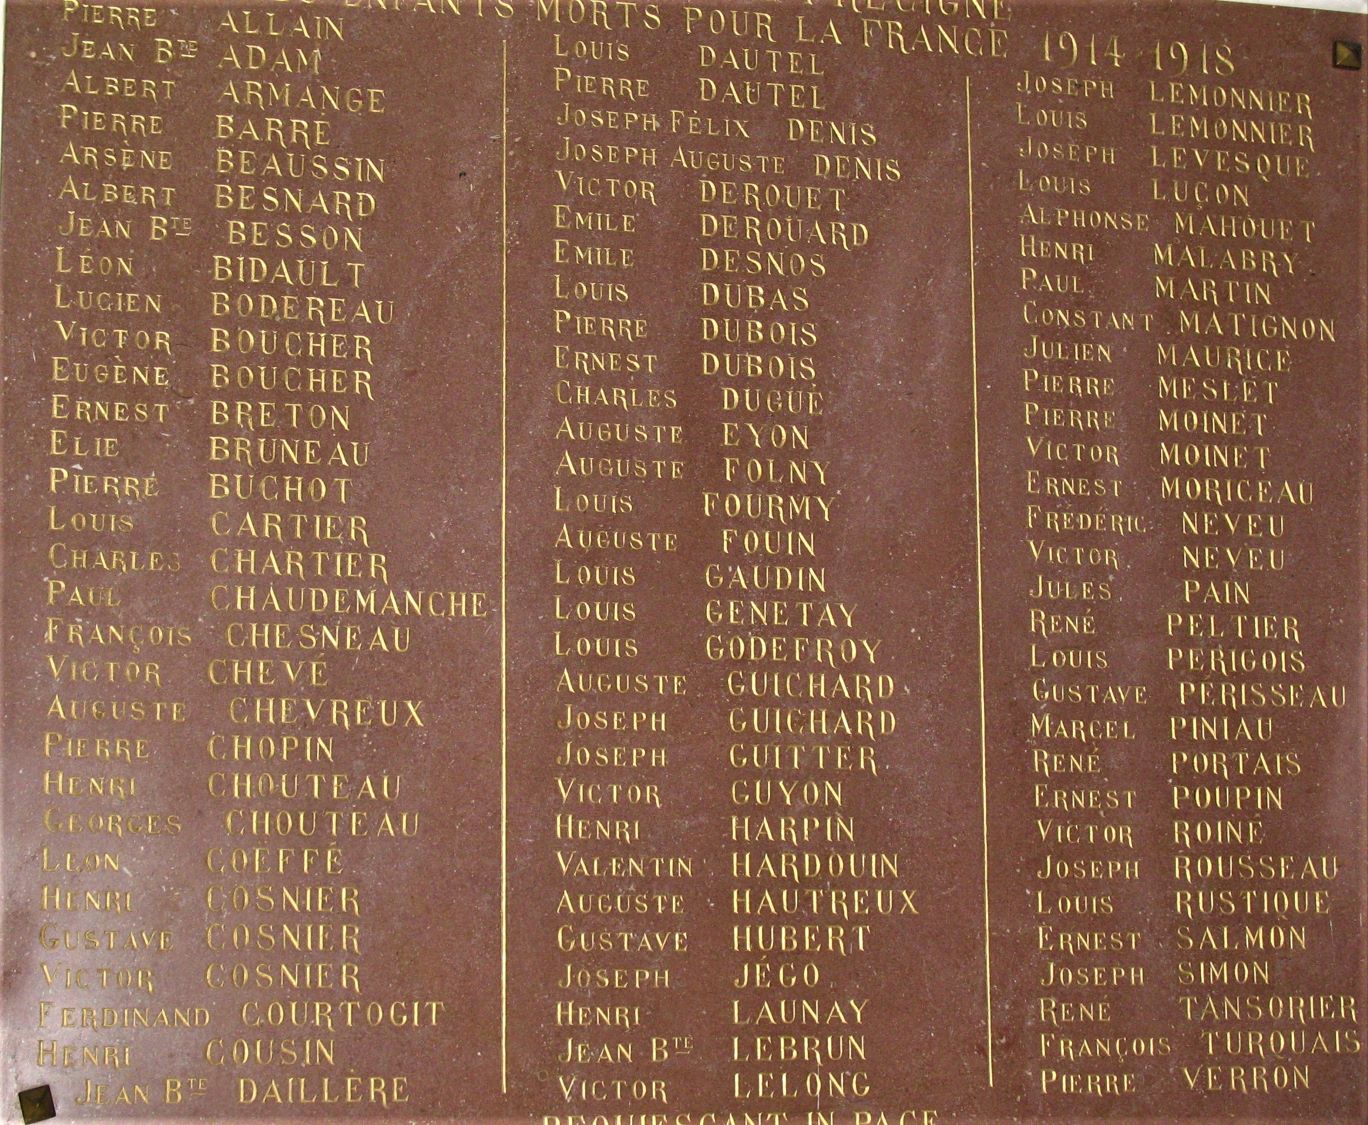 ENFANTS MORTS POUR LA FRANCE 1914-1918
PIERRE ALLAIN
JEAN BTE ADAM
ALBERT ARMANGE
PIERRE BARRÉ
ARSÈNE BEAUSSIN
ALBERT BESNARD
JEAN BTE BESSON
LÉON BIDAULT
LUCIEN BODEREAU
VICTOR BOUCHER
EUGÈNE BOUCHER
ERNEST BRETON
ELIE BRUNEAU
PIERRE BUCHOT
LOUIS CARTIER
CHARLES CHARTIER
PAUL CHAUDEMANCHE
FRANÇOIS CHESNEAU
VICTOR CHEVÉ
AUGUSTE CHEVREUX
PIERRE CHOPIN
HENRI CHOUTEAU
GEORGES CHOUTEAU
LÉON COEFFÉ
HENRI COSNIER
GUSTAVE COSNIER
VICTOR COSNIER
FERDINAND COURTOGIT
HENRI COUSIN
JEAN BTE DAILLÈRE
LOUIS DAUTEL
PIERRE DAUTEL
JOSEPH FÉLIX DENIS
JOSEPH AUGUSTE DENIS
VICTOR DEROUET
EMILE DEROUARD
EMILE DESNOS
LOUIS DUBAS
PIERRE DUBOIS
ERNEST DUBOIS
CHARLES DUGUÉ
AUGUSTE EYON
AUGUSTE FOLNY
LOUIS FOURMY
AUGUSTE FOUIN
LOUIS GAUDIN
LOUIS GENETAY
LOUIS GODEFROY
AUGUSTE GUICHARD
JOSEPH GUICHARD
JOSEPH GUITTER
VICTOR GUYON
HENRI HARPIN
VALENTIN HARDOUIN
AUGUSTE HAUTREUX
GUSTAVE HUBERT
JOSEPH JÉGO
HENRI LAUNAY
JEAN BTE LEBRUN
VICTOR LELONG
JOSEPH LEMONNIER
LOUIS LEMONNIER
JOSEPH LEVESQUE
LOUIS LUÇON
ALPHONSE MAHOUET
HENRI MALABRY
PAUL MARTIN
CONSTANT MATIGNON
JULIEN MAURICE
PIERRE MESLET
PIERRE MOINET
VICTOR MOINET
ERNEST MORICEAU
FRÉDÉRIC NEVEU
VICTOR NEVEU
JULES PAIN
RENÉ PELTIER
LOUIS PÉRIGOIS
GUSTAVE PÉRISSEAU
MARCEL PINIAU
RENÉ PORTAIS
ERNEST POUPIN
VICTOR ROINÉ
JOSEPH ROUSSEAU
LOUIS RUSTIQUE
ERNEST SALMON
JOSEPH SIMON
RENÉ TANSORIER
FRANÇOIS TURQUAIS
PIERRE VERRON
REQUIESCANT IN PACE